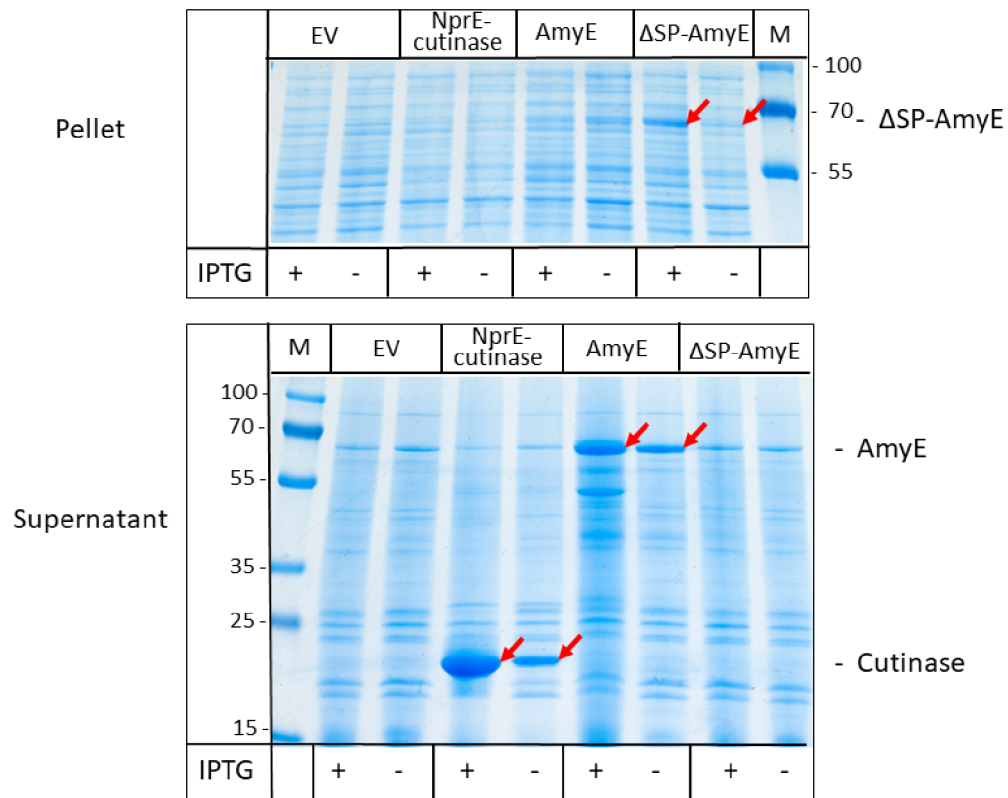 EV NprE-cutinase AmyE ΔSP-AmyE M
- 100
Pellet
- 70
- ΔSP-AmyE
- 55
IPTG + - + - + - + -
M EV NprE-cutinase AmyE ΔSP-AmyE
100 -
70 -
- AmyE
55 -
Supernatant
35 -
25 -
- Cutinase
15 -
IPTG + - + - + - + -